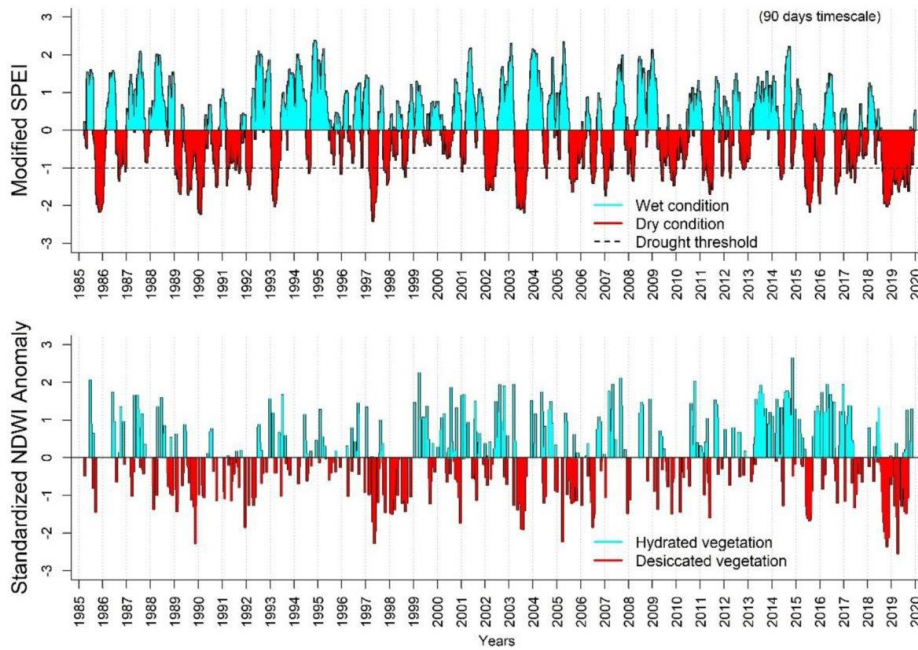 (90 days timescale)
Modified SPEI
3
2
1
0
-1
-2
-3
Wet condition
Dry condition
Drought threshold
1985 1986 1987 1988 1989 1990 1991 1992 1993 1994 1995 1996 1997 1998 1999 2000 2001 2002 2003 2004 2005 2006 2007 2008 2009 2010 2011 2012 2013 2014 2015 2016 2017 2018 2019 2020
Standardized NDWI Anomaly
3
2
1
0
-1
-2
-3
Hydrated vegetation
Desiccated vegetation
1985 1986 1987 1988 1989 1990 1991 1992 1993 1994 1995 1996 1997 1998 1999 2000 2001 2002 2003 2004 2005 2006 2007 2008 2009 2010 2011 2012 2013 2014 2015 2016 2017 2018 2019 2020
Years